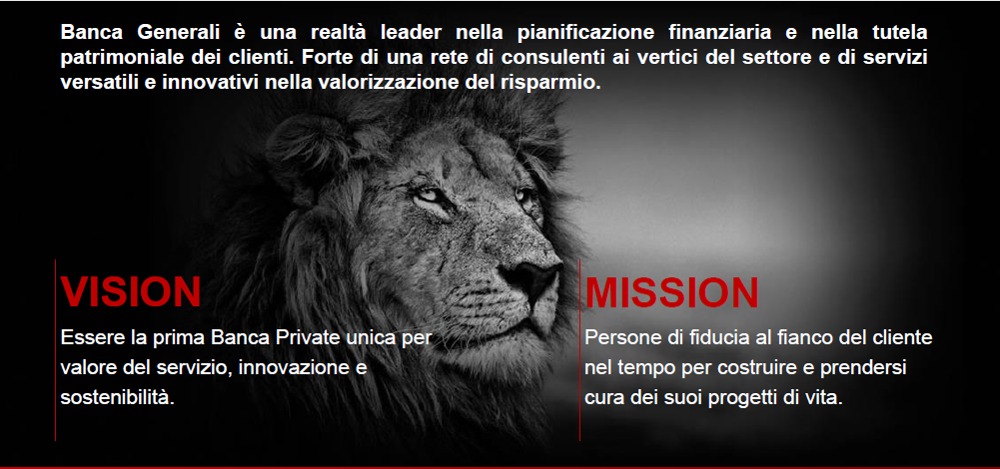 Banca Generali è una realtà leader nella pianificazione finanziaria e nella tutela
patrimoniale dei clienti. Forte di una rete di consulenti ai vertici del settore e di servizi
versatili e innovativi nella valorizzazione del risparmio.
VISION
Essere la prima Banca Private unica per
valore del servizio, innovazione e
sostenibilità.
MISSION
Persone di fiducia al fianco del cliente
nel tempo per costruire e prendersi
cura dei suoi progetti di vita.